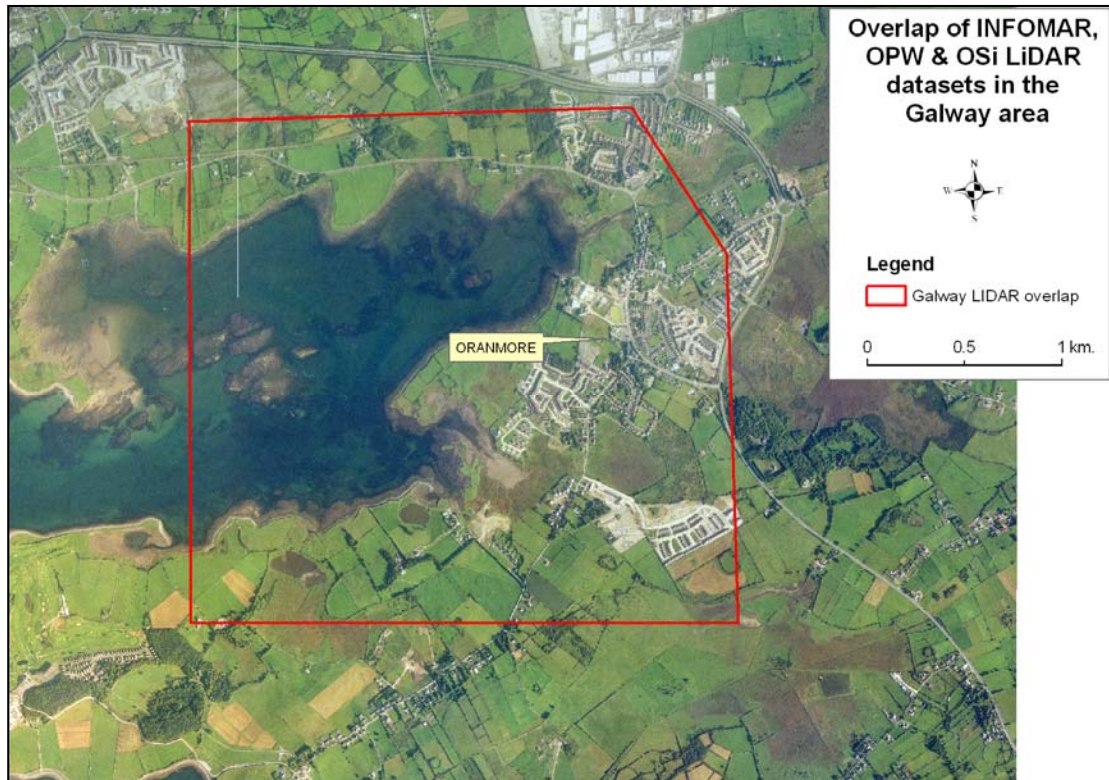 Overlap of INFOMAR,
OPW & OSi LiDAR
datasets in the
Galway area
N
W E
S
Legend
Galway LIDAR overlap
0 0.5 1 km.
ORANMORE